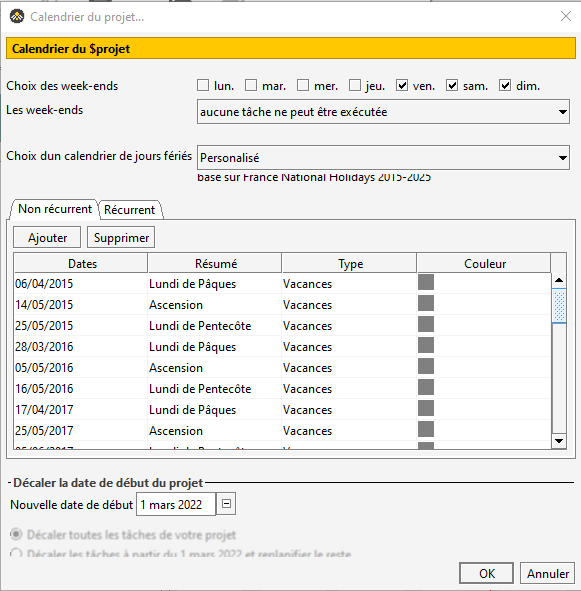 Calendrier du projet...
Calendrier du $projet
Choix des week-ends lun. mar. mer. jeu. ven. sam. dim.
Les week-ends aucune tâche ne peut être exécutée
Choix dun calendrier de jours fériés Personalisé
base sur France National Holidays 2015-2025
Non récurrent Récurrent
Ajouter Supprimer
Dates Résumé Type Couleur
06/04/2015 Lundi de Pâques Vacances
14/05/2015 Ascension Vacances
25/05/2015 Lundi de Pentecôte Vacances
28/03/2016 Lundi de Pâques Vacances
05/05/2016 Ascension Vacances
16/05/2016 Lundi de Pentecôte Vacances
17/04/2017 Lundi de Pâques Vacances
25/05/2017 Ascension Vacances
05/06/2017 Lundi de Pentecôte Vacances
Décaler la date de début du projet
Nouvelle date de début 1 mars 2022
Décaler toutes les tâches de votre projet
Décaler les tâches à partir du 1 mars 2022 et replanifier le reste
OK Annuler